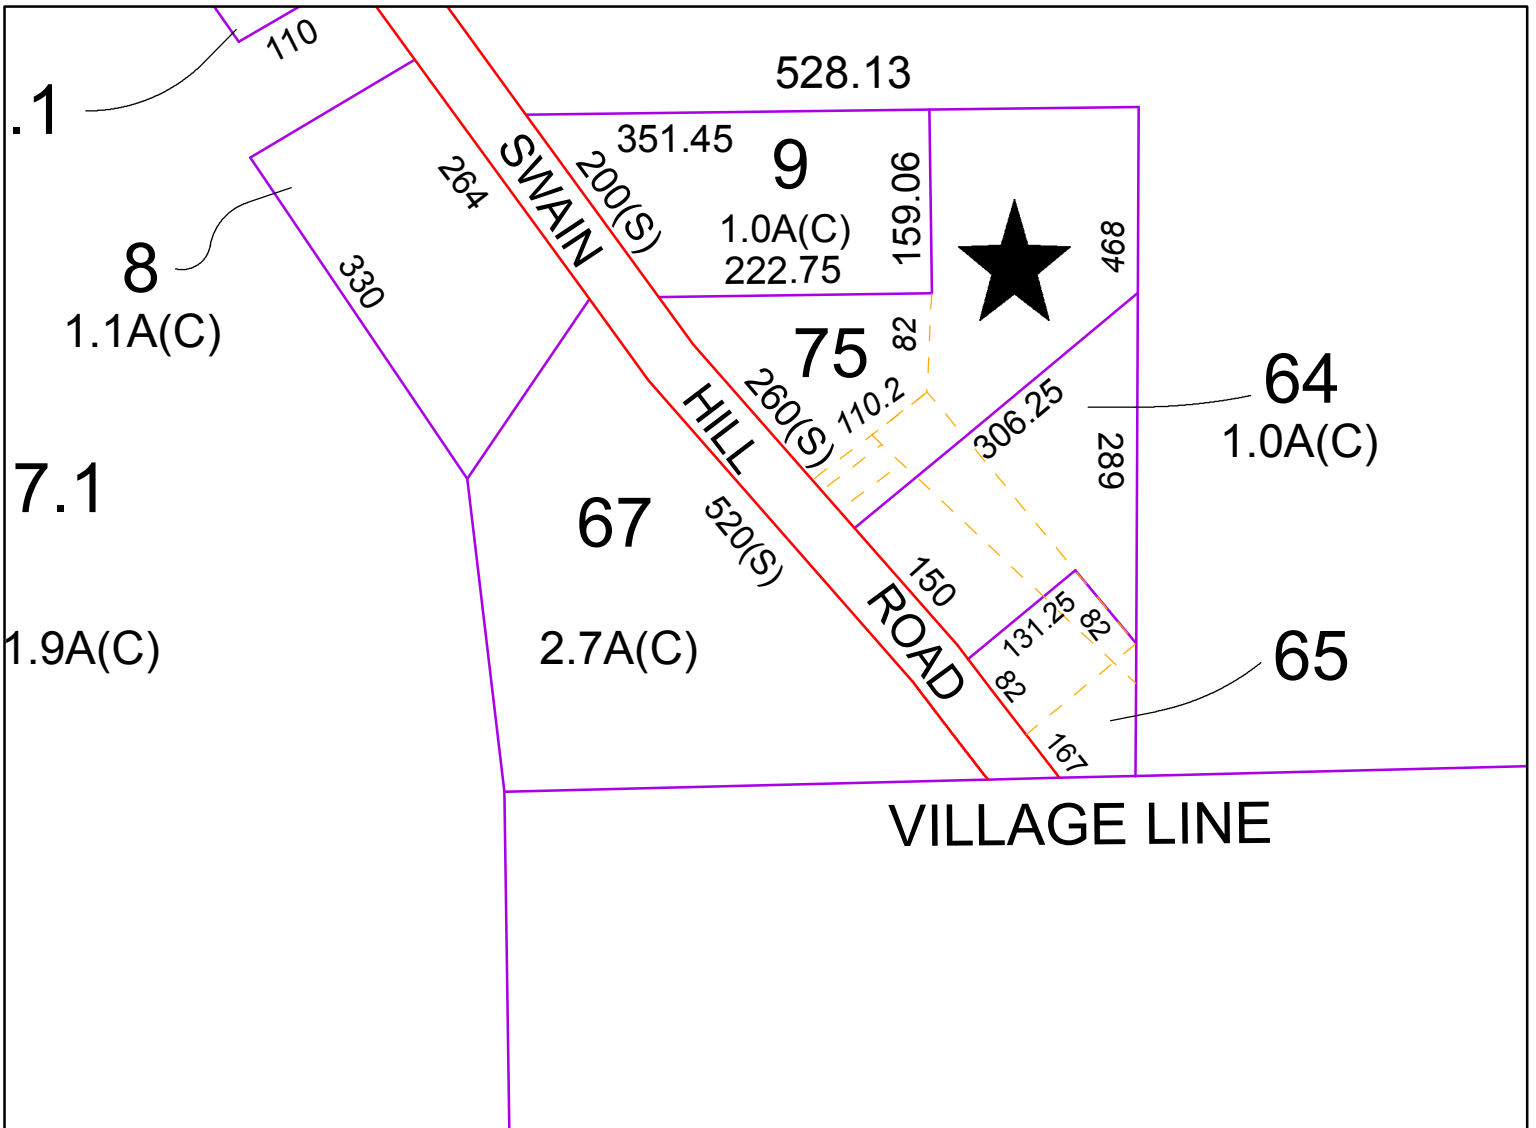 110
528.13
.1
351.45
9
264
SWAIN
200(S)
159.06
1.0A(C)
222.75
468
8
330
1.1A(C)
75
82
64
110.2
260(S)
HILL
306.25
1.0A(C)
289
7.1
67
520(S)
150
ROAD
131.25
82
1.9A(C)
2.7A(C)
82
65
167
VILLAGE LINE